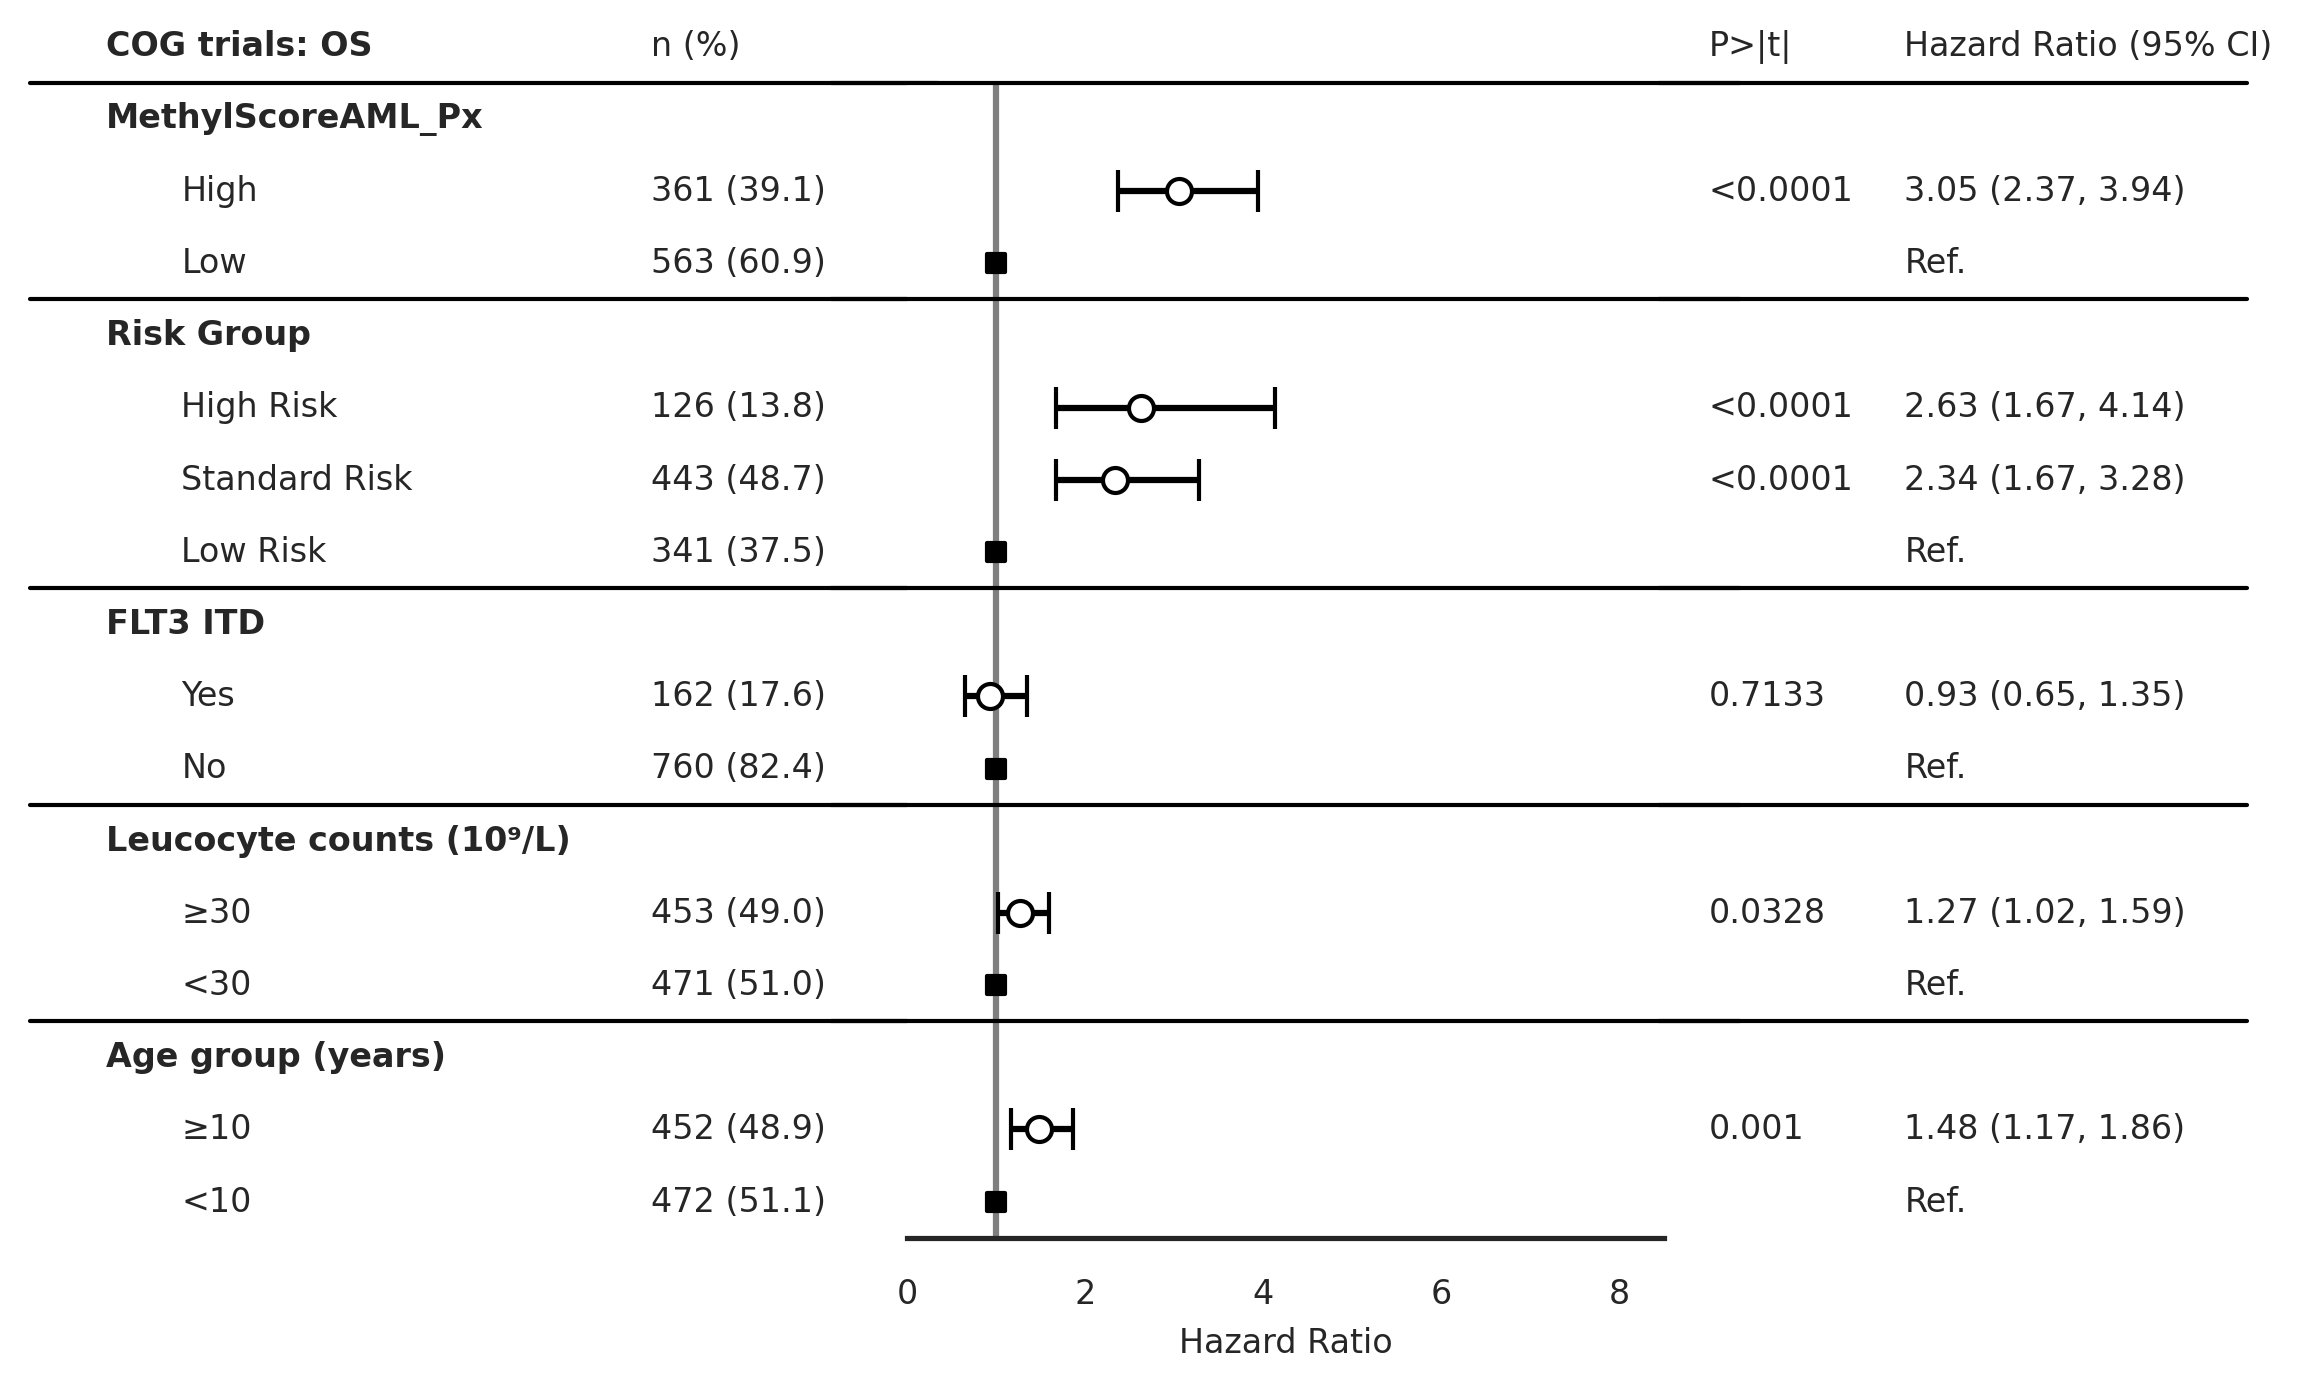 COG trials: OS n (%) P>|t| Hazard Ratio (95% CI)
MethylScoreAML_Px
High 361 (39.1) <0.0001 3.05 (2.37, 3.94)
Low 563 (60.9) Ref.
Risk Group
High Risk 126 (13.8) <0.0001 2.63 (1.67, 4.14)
Standard Risk 443 (48.7) <0.0001 2.34 (1.67, 3.28)
Low Risk 341 (37.5) Ref.
FLT3 ITD
Yes 162 (17.6) 0.7133 0.93 (0.65, 1.35)
No 760 (82.4) Ref.
Leucocyte counts (10⁹/L)
≥30 453 (49.0) 0.0328 1.27 (1.02, 1.59)
<30 471 (51.0) Ref.
Age group (years)
≥10 452 (48.9) 0.001 1.48 (1.17, 1.86)
<10 472 (51.1) Ref.
0 2 4 6 8
Hazard Ratio